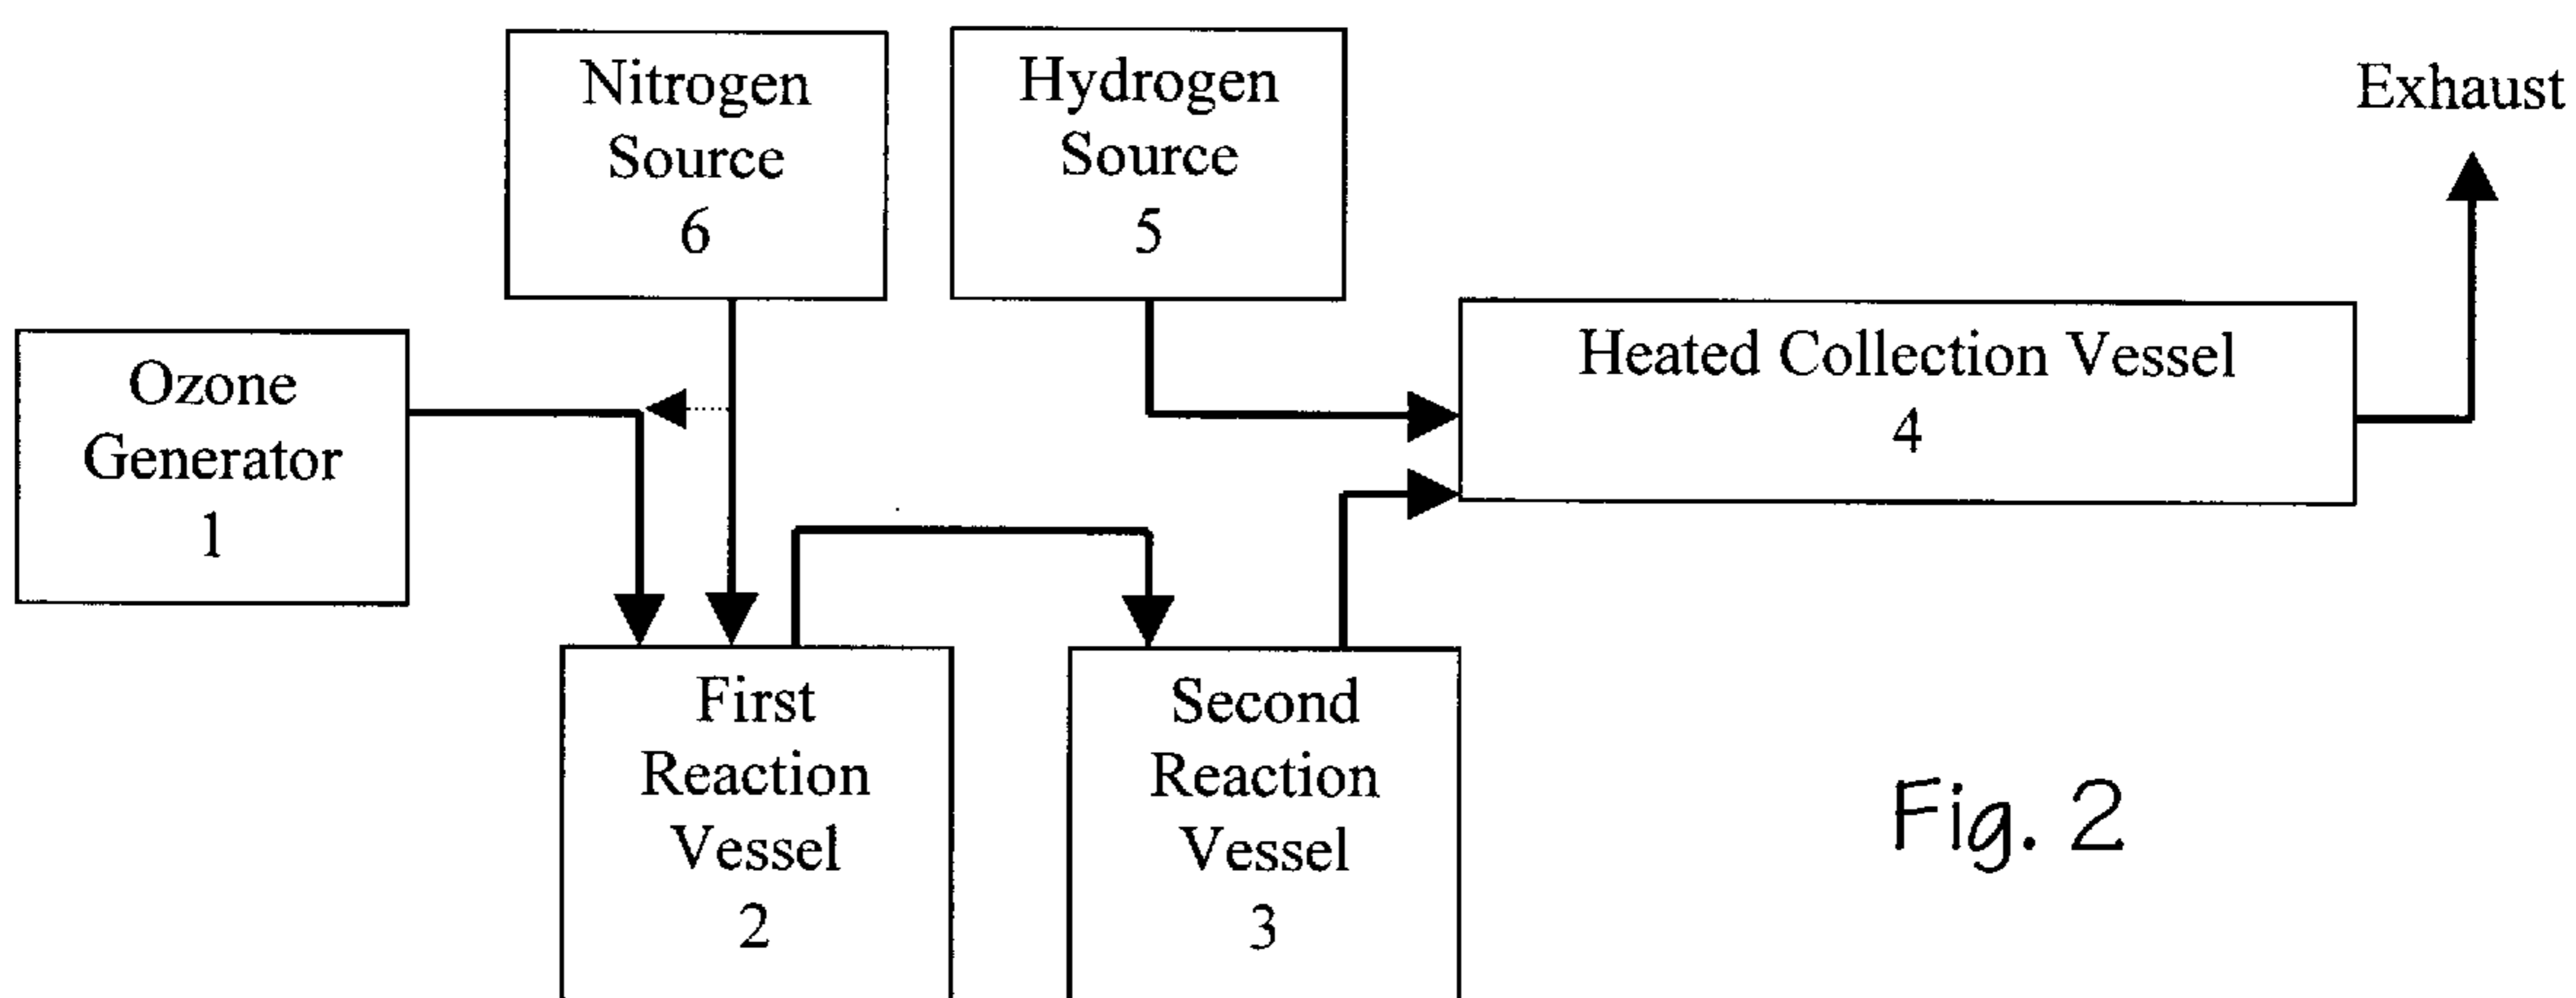 Nitrogen
Source
6
Hydrogen
Source
5
Exhaust
Ozone
Generator
1
Heated Collection Vessel
4
First
Reaction
Vessel
2
Second
Reaction
Vessel
3
Fig. 2